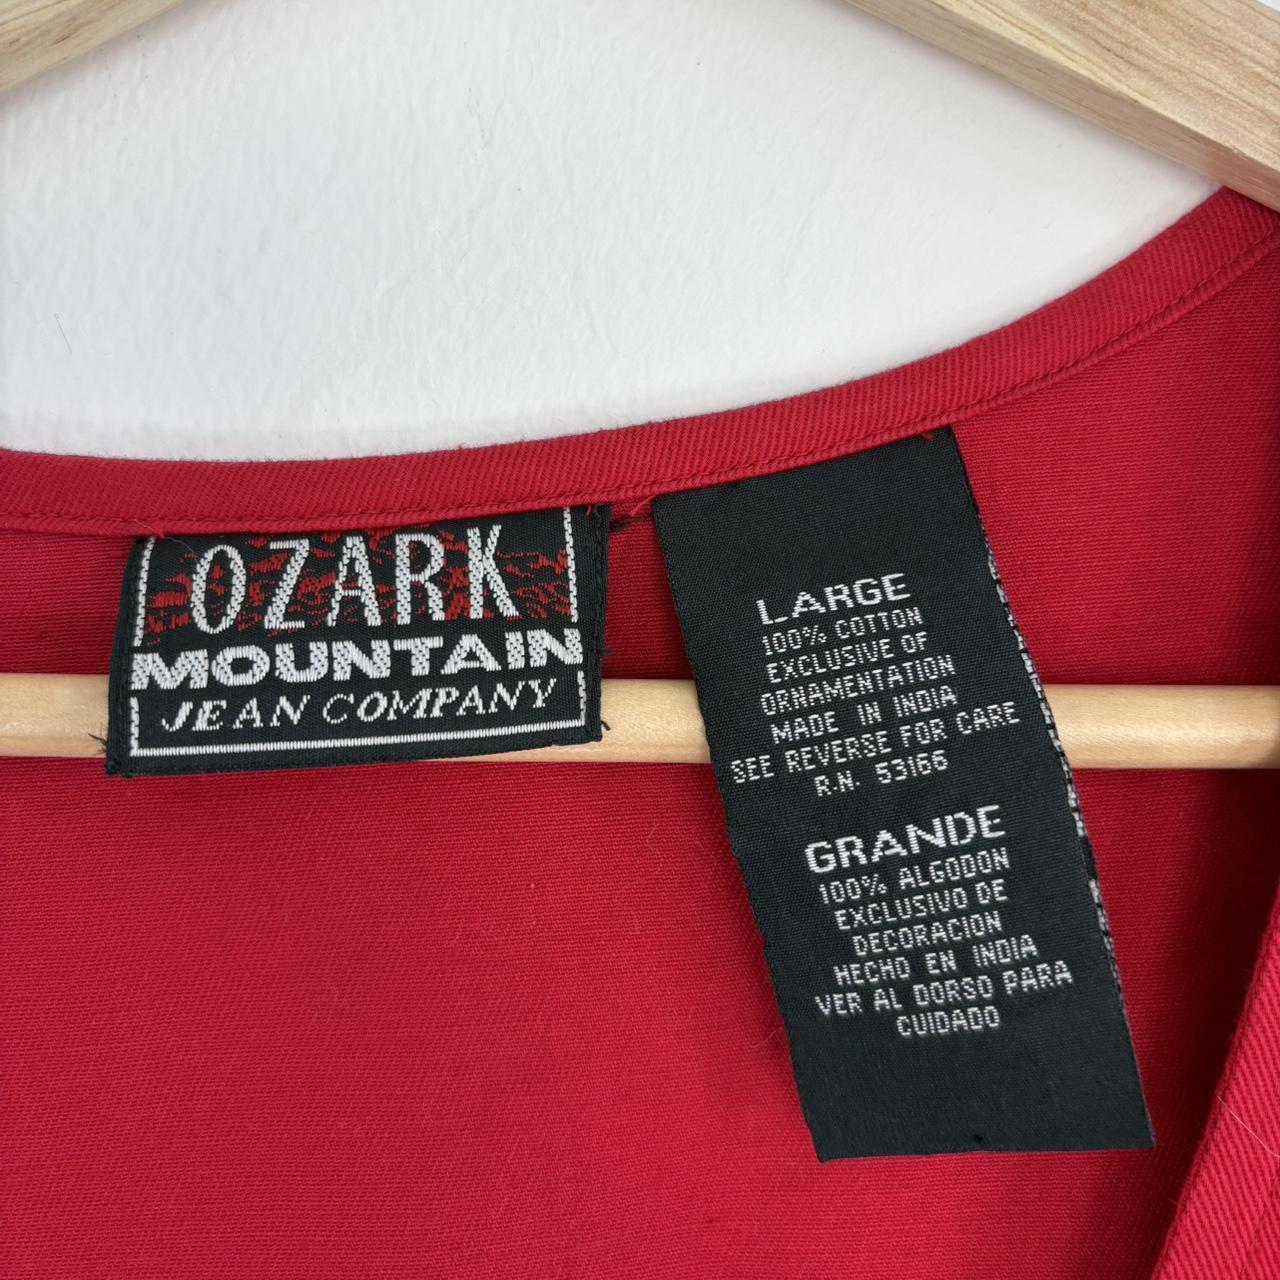 OZARK
MOUNTAIN
JEAN COMPANY
LARGE
100% COTTON
EXCLUSIVE OF
ORNAMENTATION
MADE IN INDIA
SEE REVERSE FOR CARE
R.N. 53166
GRANDE
100% ALGODON
EXCLUSIVO DE
DECORACION
HECHO EN INDIA
VER AL DORSO PARA
CUIDADO